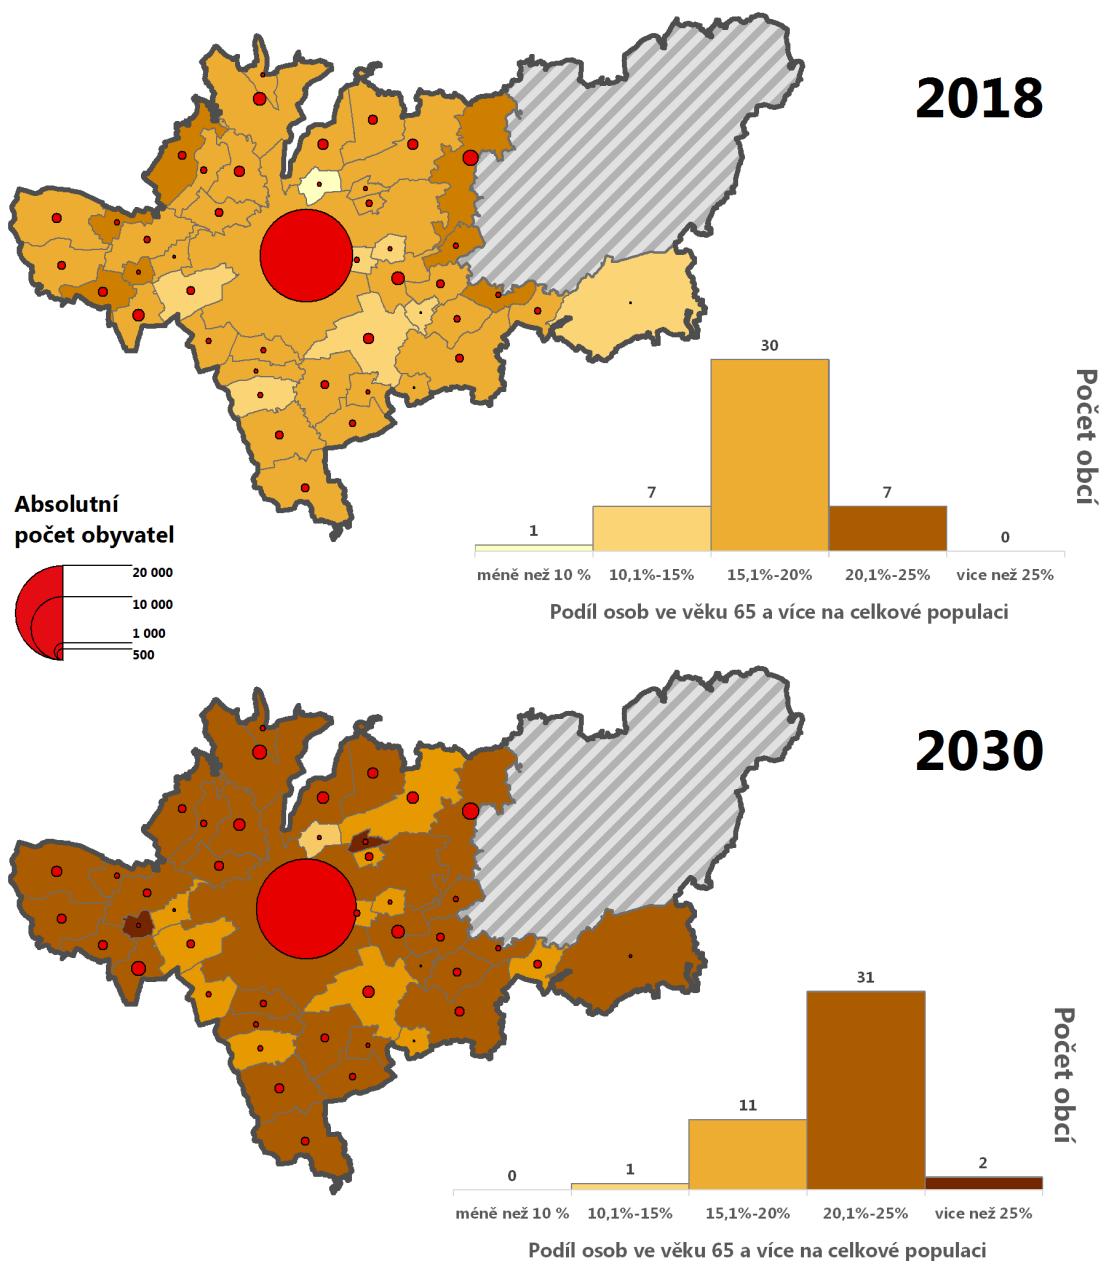 2018
30
Počet obcí
7
7
1
0
méně než 10 %
10,1%-15%
15,1%-20%
20,1%-25%
vice než 25%
Podíl osob ve věku 65 a více na celkové populaci
Absolutní
počet obyvatel
20 000
10 000
1 000
500
2030
31
Počet obcí
11
2
1
0
méně než 10 %
10,1%-15%
15,1%-20%
20,1%-25%
vice než 25%
Podíl osob ve věku 65 a více na celkové populaci